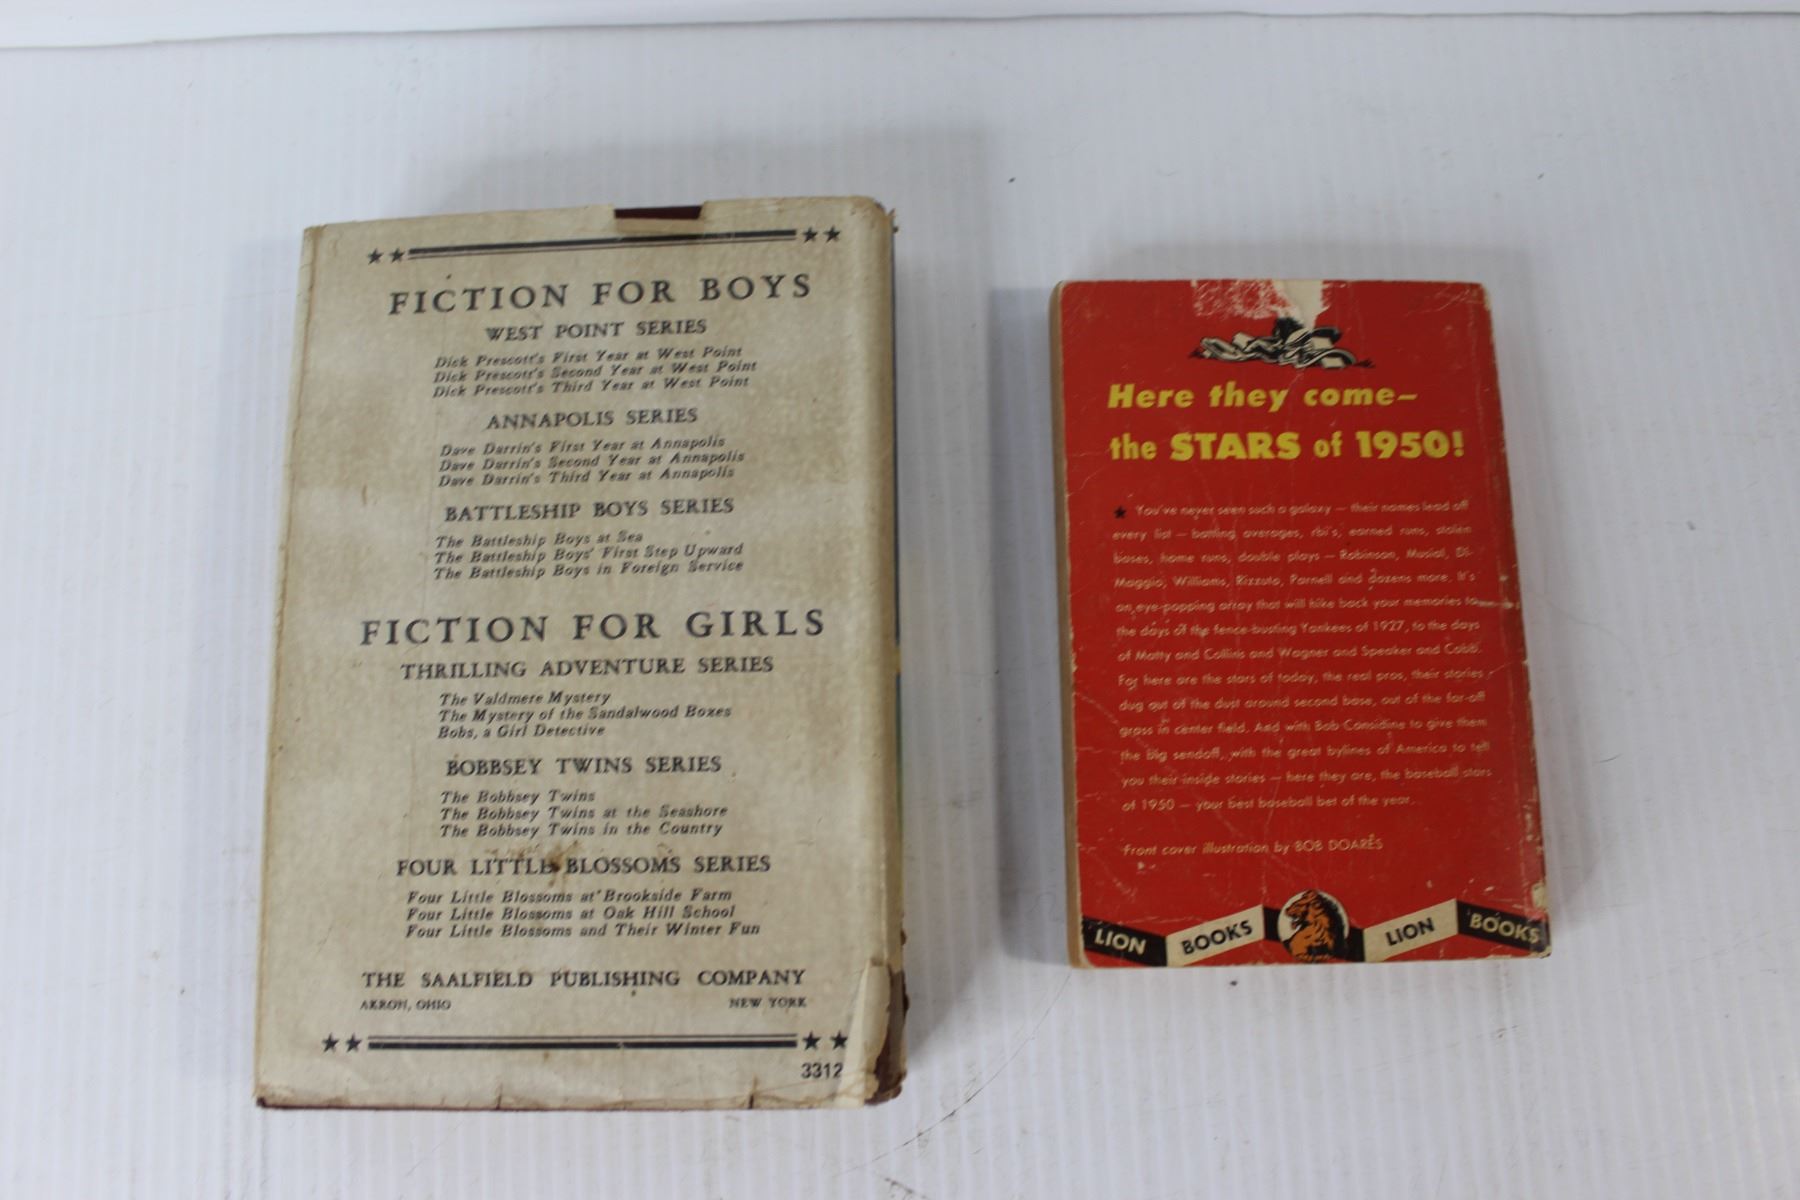 FICTION FOR BOYS
WEST POINT SERIES
Dick Prescott's First Year at West Point
Dick Prescott's Second Year at West Point
Dick Prescott's Third Year at West Point
ANNAPOLIS SERIES
Dave Darrin's First Year at Annapolis
Dave Darrin's Second Year at Annapolis
Dave Darrin's Third Year at Annapolis
BATTLESHIP BOYS SERIES
The Battleship Boys at Sea
The Battleship Boys' First Step Upward
The Battleship Boys in Foreign Service
FICTION FOR GIRLS
THRILLING ADVENTURE SERIES
The Valdmere Mystery
The Mystery of the Sandalwood Boxes
Bobs, a Girl Detective
BOBBSEY TWINS SERIES
The Bobbsey Twins
The Bobbsey Twins at the Seashore
The Bobbsey Twins in the Country
FOUR LITTLE BLOSSOMS SERIES
Four Little Blossoms at Brookside Farm
Four Little Blossoms at Oak Hill School
Four Little Blossoms and Their Winter Fun
THE SAALFIELD PUBLISHING COMPANY
AKRON, OHIO NEW YORK
3312
Here they come—
the STARS of 1950!
★ You've never seen such a galaxy — their names lead off
every list — batting averages, rbi's, earned runs, stolen
bases, home runs, double plays — Robinson, Musial, Di-
Maggio, Williams, Rizzuto, Parnell and dozens more. It's
an eye-popping array that will hike back your memories to
the days of the fence-busting Yankees of 1927, to the days
of Matty and Collins and Wagner and Speaker and Cobb.
For here are the stars of today, the real pros, their stories
dug out of the dust around second base, out of the far-off
grass in center field. And with Bob Considine to give them
the big sendoff, with the great bylines of America to tell
you their inside stories — here they are, the baseball stars
of 1950 — your best baseball bet of the year.
Front cover illustration by BOB DOARES
LION BOOKS LION BOOKS